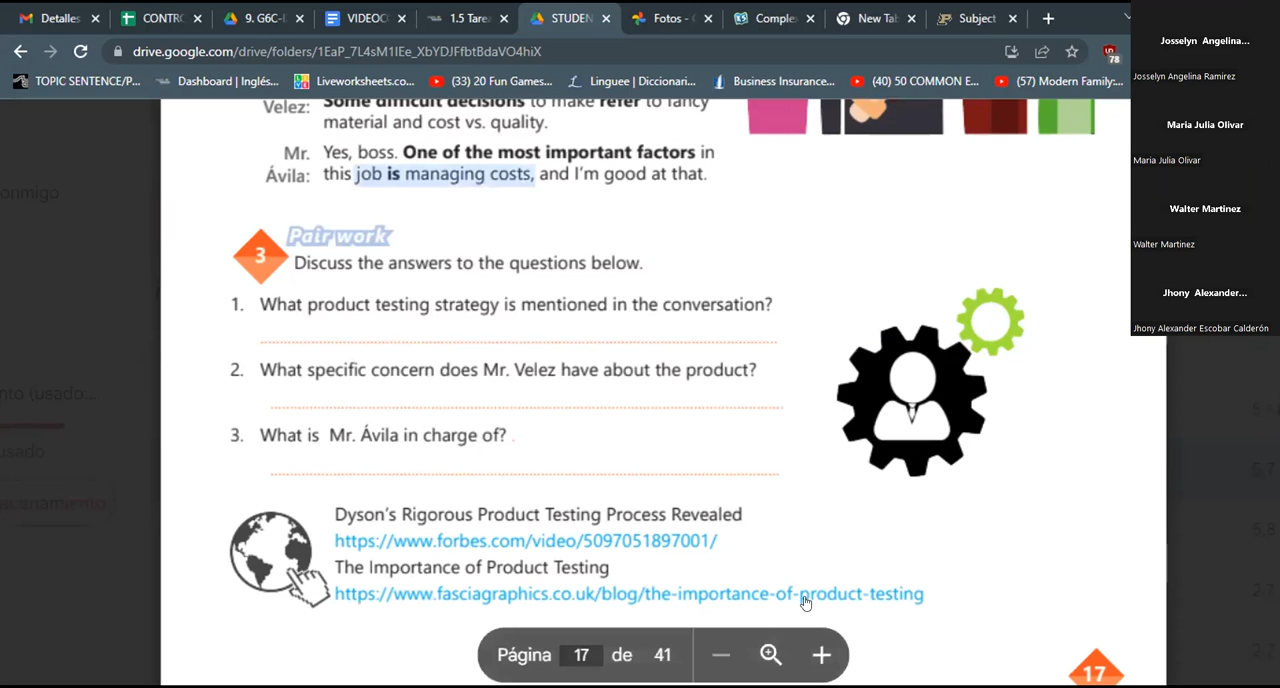 Detalles
CONTRO
9. G6C-
VIDEOC
1.5 Tare
STUDEN
Fotos -
Comple
New Tab
Subject
drive.google.com/drive/folders/1EaP_7L4sM1IEe_XbYDJFfbtBdaVO4hiX
78
TOPIC SENTENCE/P...
Dashboard | Inglés...
Liveworksheets.co...
(33) 20 Fun Games...
Linguee | Diccionari...
Business Insurance...
(40) 50 COMMON E...
(57) Modern Family:...
Velez: Some difficult decisions to make refer to fancy
material and cost vs. quality.
Mr. Yes, boss. One of the most important factors in
Ávila: this job is managing costs, and I'm good at that.
Pair work
3 Discuss the answers to the questions below.
1. What product testing strategy is mentioned in the conversation?
2. What specific concern does Mr. Velez have about the product?
3. What is Mr. Ávila in charge of?
Dyson's Rigorous Product Testing Process Revealed
https://www.forbes.com/video/5097051897001/
The Importance of Product Testing
https://www.fasciagraphics.co.uk/blog/the-importance-of-product-testing
Página 17 de 41
17
Josselyn Angelina...
Josselyn Angelina Ramirez
Maria Julia Olivar
Maria Julia Olivar
Walter Martinez
Walter Martinez
Jhony Alexander...
Jhony Alexander Escobar Calderón
onmigo
nto (usado...
usado